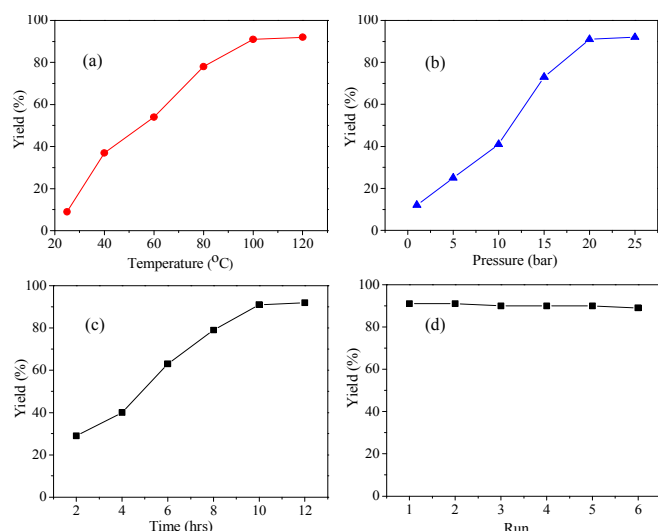 100
80
60
40
20
0
Yield (%)
(a)
20 40 60 80 100 120
Temperature (°C)
100
80
60
40
20
0
Yield (%)
(b)
0 5 10 15 20 25
Pressure (bar)
100
80
60
40
20
0
Yield (%)
(c)
2 4 6 8 10 12
Time (hrs)
100
80
60
40
20
0
Yield (%)
(d)
1 2 3 4 5 6
Run